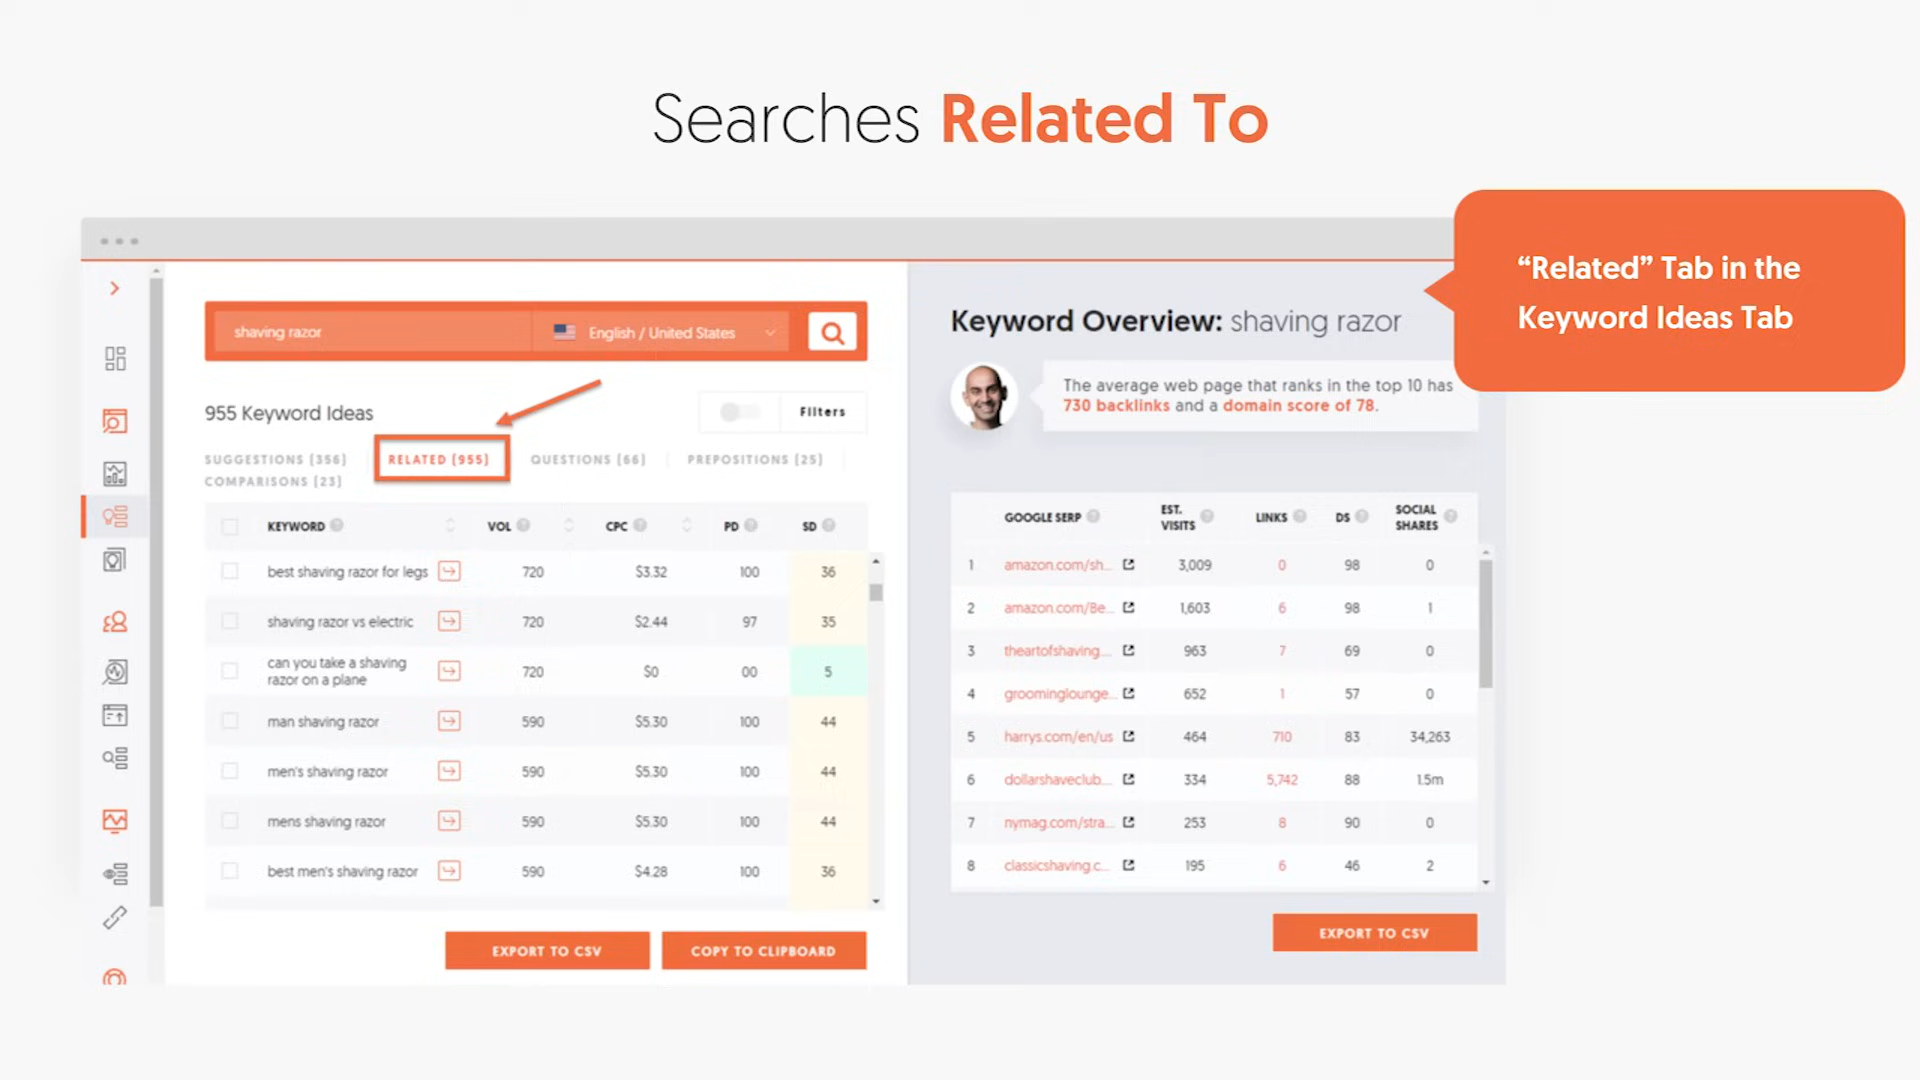 Searches Related To
“Related” Tab in the
Keyword Ideas Tab
shaving razor
English / United States
955 Keyword Ideas
Filters
SUGGESTIONS (356)
RELATED (955)
QUESTIONS (66)
PREPOSITIONS (25)
COMPARISONS (23)
KEYWORD VOL CPC PD SD
best shaving razor for legs 720 $3.32 100 36
shaving razor vs electric 720 $2.44 97 35
can you take a shaving
razor on a plane 720 $0 00 5
man shaving razor 590 $5.30 100 44
men's shaving razor 590 $5.30 100 44
mens shaving razor 590 $5.30 100 44
best men's shaving razor 590 $4.28 100 36
EXPORT TO CSV
COPY TO CLIPBOARD
Keyword Overview: shaving razor
The average web page that ranks in the top 10 has
730 backlinks and a domain score of 78.
GOOGLE SERP EST. VISITS LINKS DS SOCIAL SHARES
1 amazon.com/sh... 3,009 0 98 0
2 amazon.com/Be... 1,603 6 98 1
3 theartofshaving.... 963 7 69 0
4 groominglounge... 652 1 57 0
5 harrys.com/en/us 464 710 83 34,263
6 dollarshaveclub.... 334 5,742 88 1.5m
7 nymag.com/stra... 253 8 90 0
8 classicshaving.c... 195 6 46 2
EXPORT TO CSV